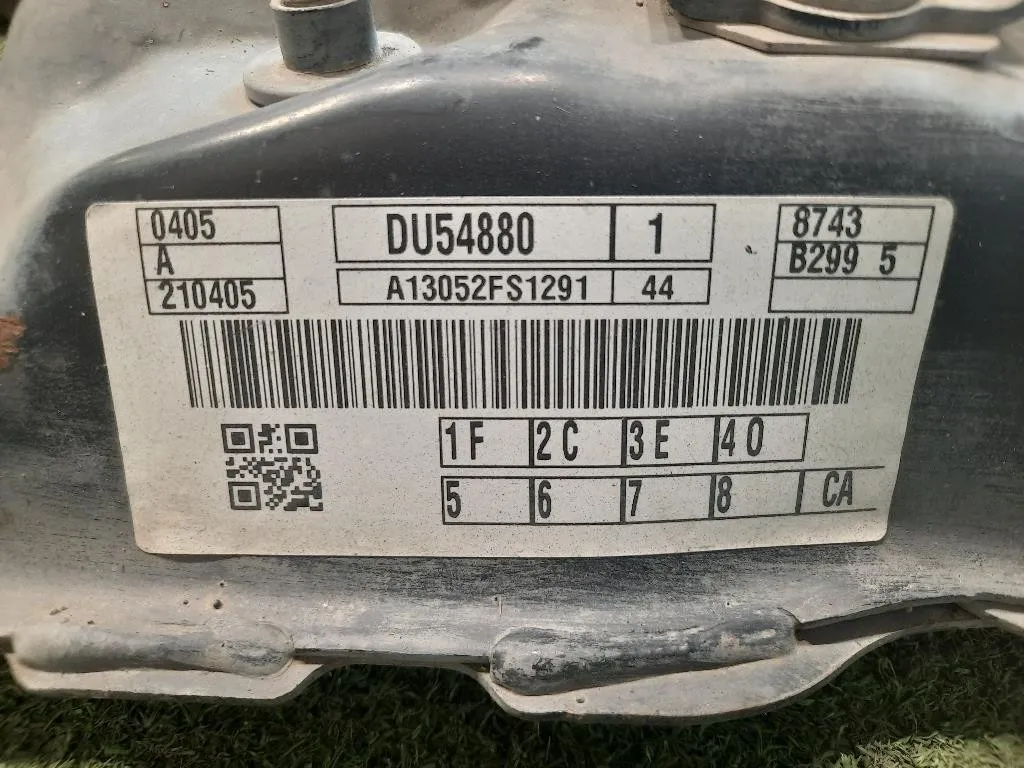 0405 DU54880 1 8743
A B299 5
210405 A13052FS1291 44
1F 2C 3E 40
5 6 7 8 CA